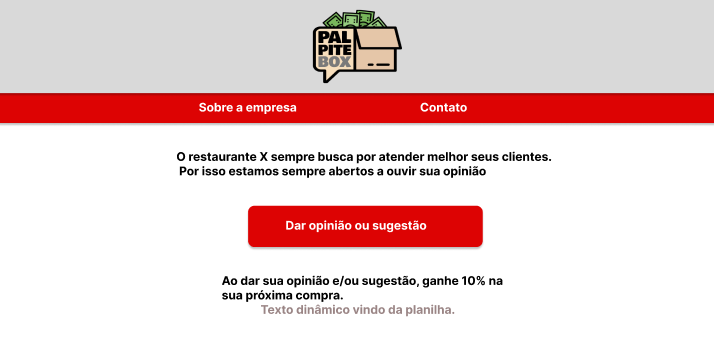 PAL
PITE
BOX
Sobre a empresa
Contato
O restaurante X sempre busca por atender melhor seus clientes.
Por isso estamos sempre abertos a ouvir sua opinião
Dar opinião ou sugestão
Ao dar sua opinião e/ou sugestão, ganhe 10% na
sua próxima compra.
Texto dinâmico vindo da planilha.